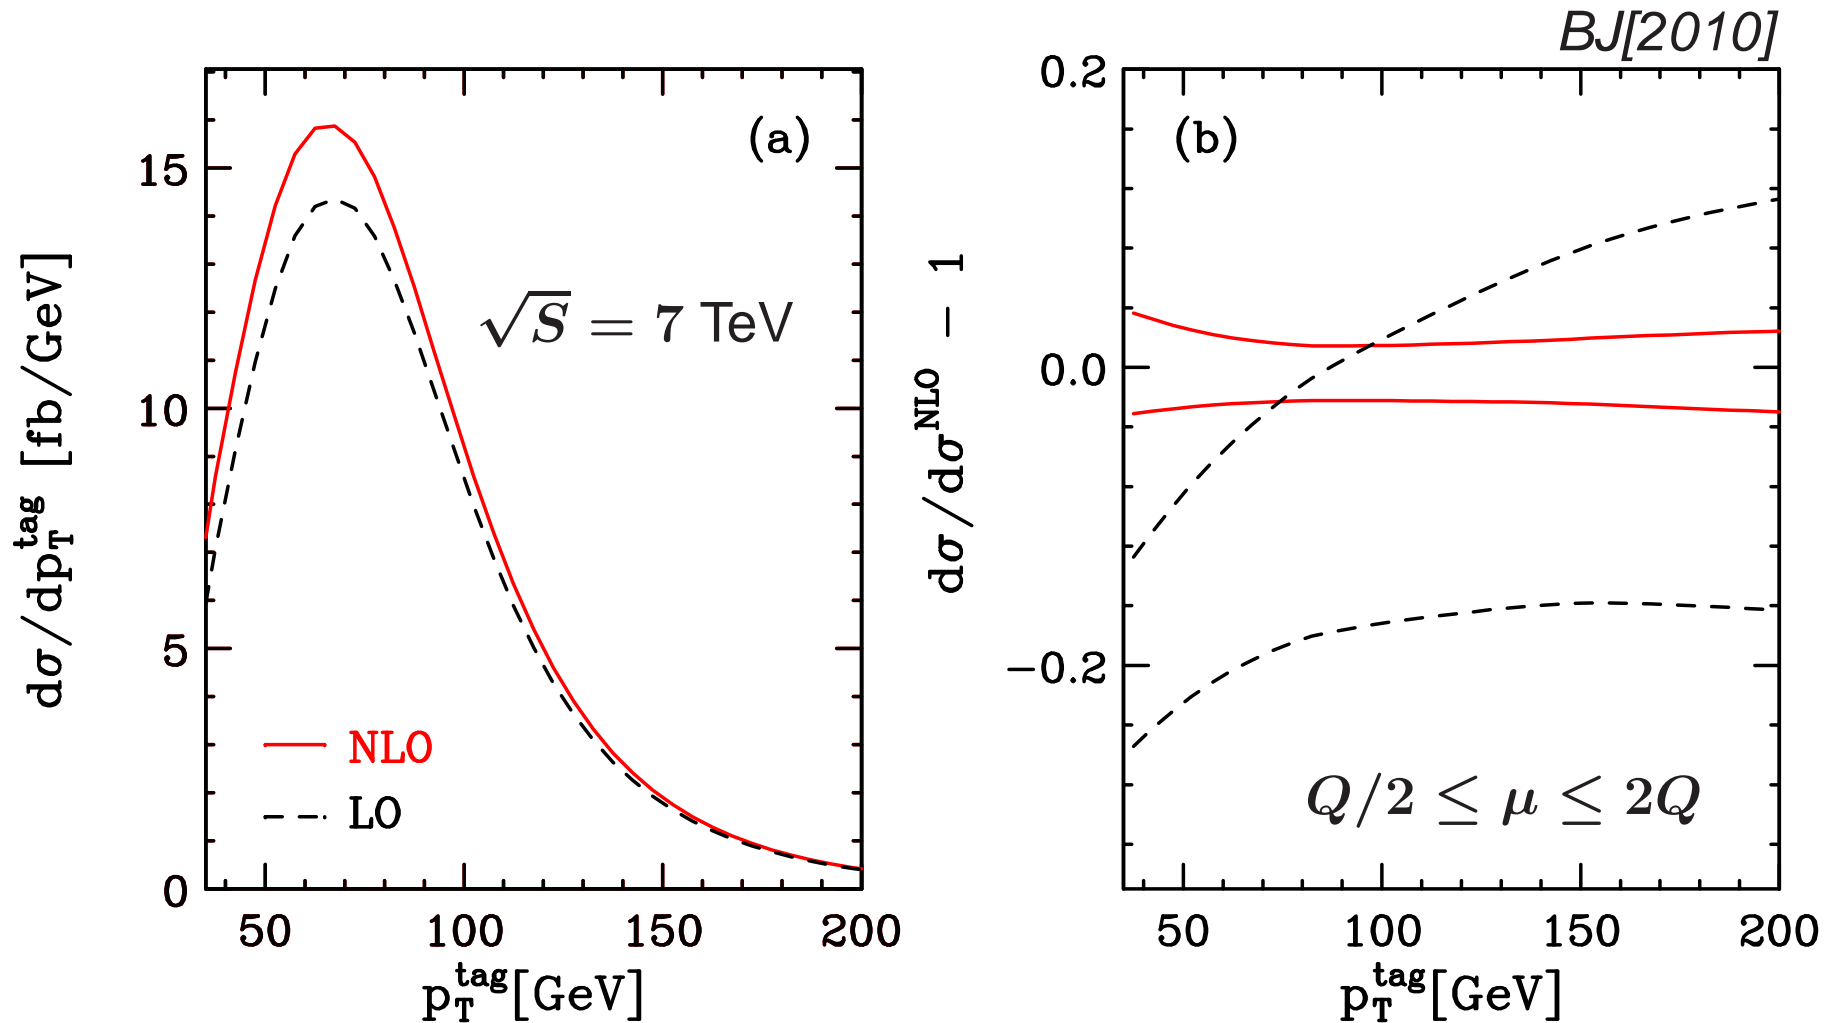 BJ[2010]
(a)
√S = 7 TeV
NLO
LO
15
10
5
0
50 100 150 200
p_T^tag[GeV]
dσ/dp_T^tag [fb/GeV]
(b)
Q/2 ≤ μ ≤ 2Q
0.2
0.0
−0.2
50 100 150 200
p_T^tag[GeV]
dσ/dσ^NLO − 1